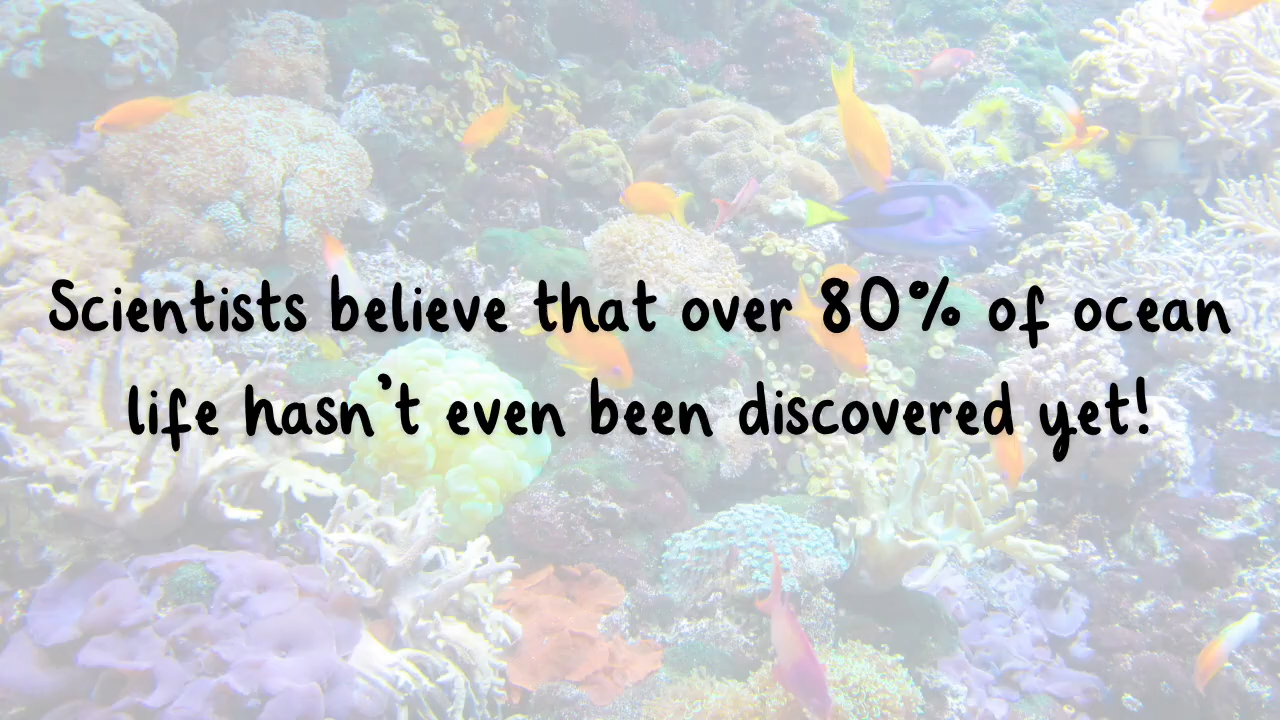 Scientists believe that over 80% of ocean
life hasn't even been discovered yet!